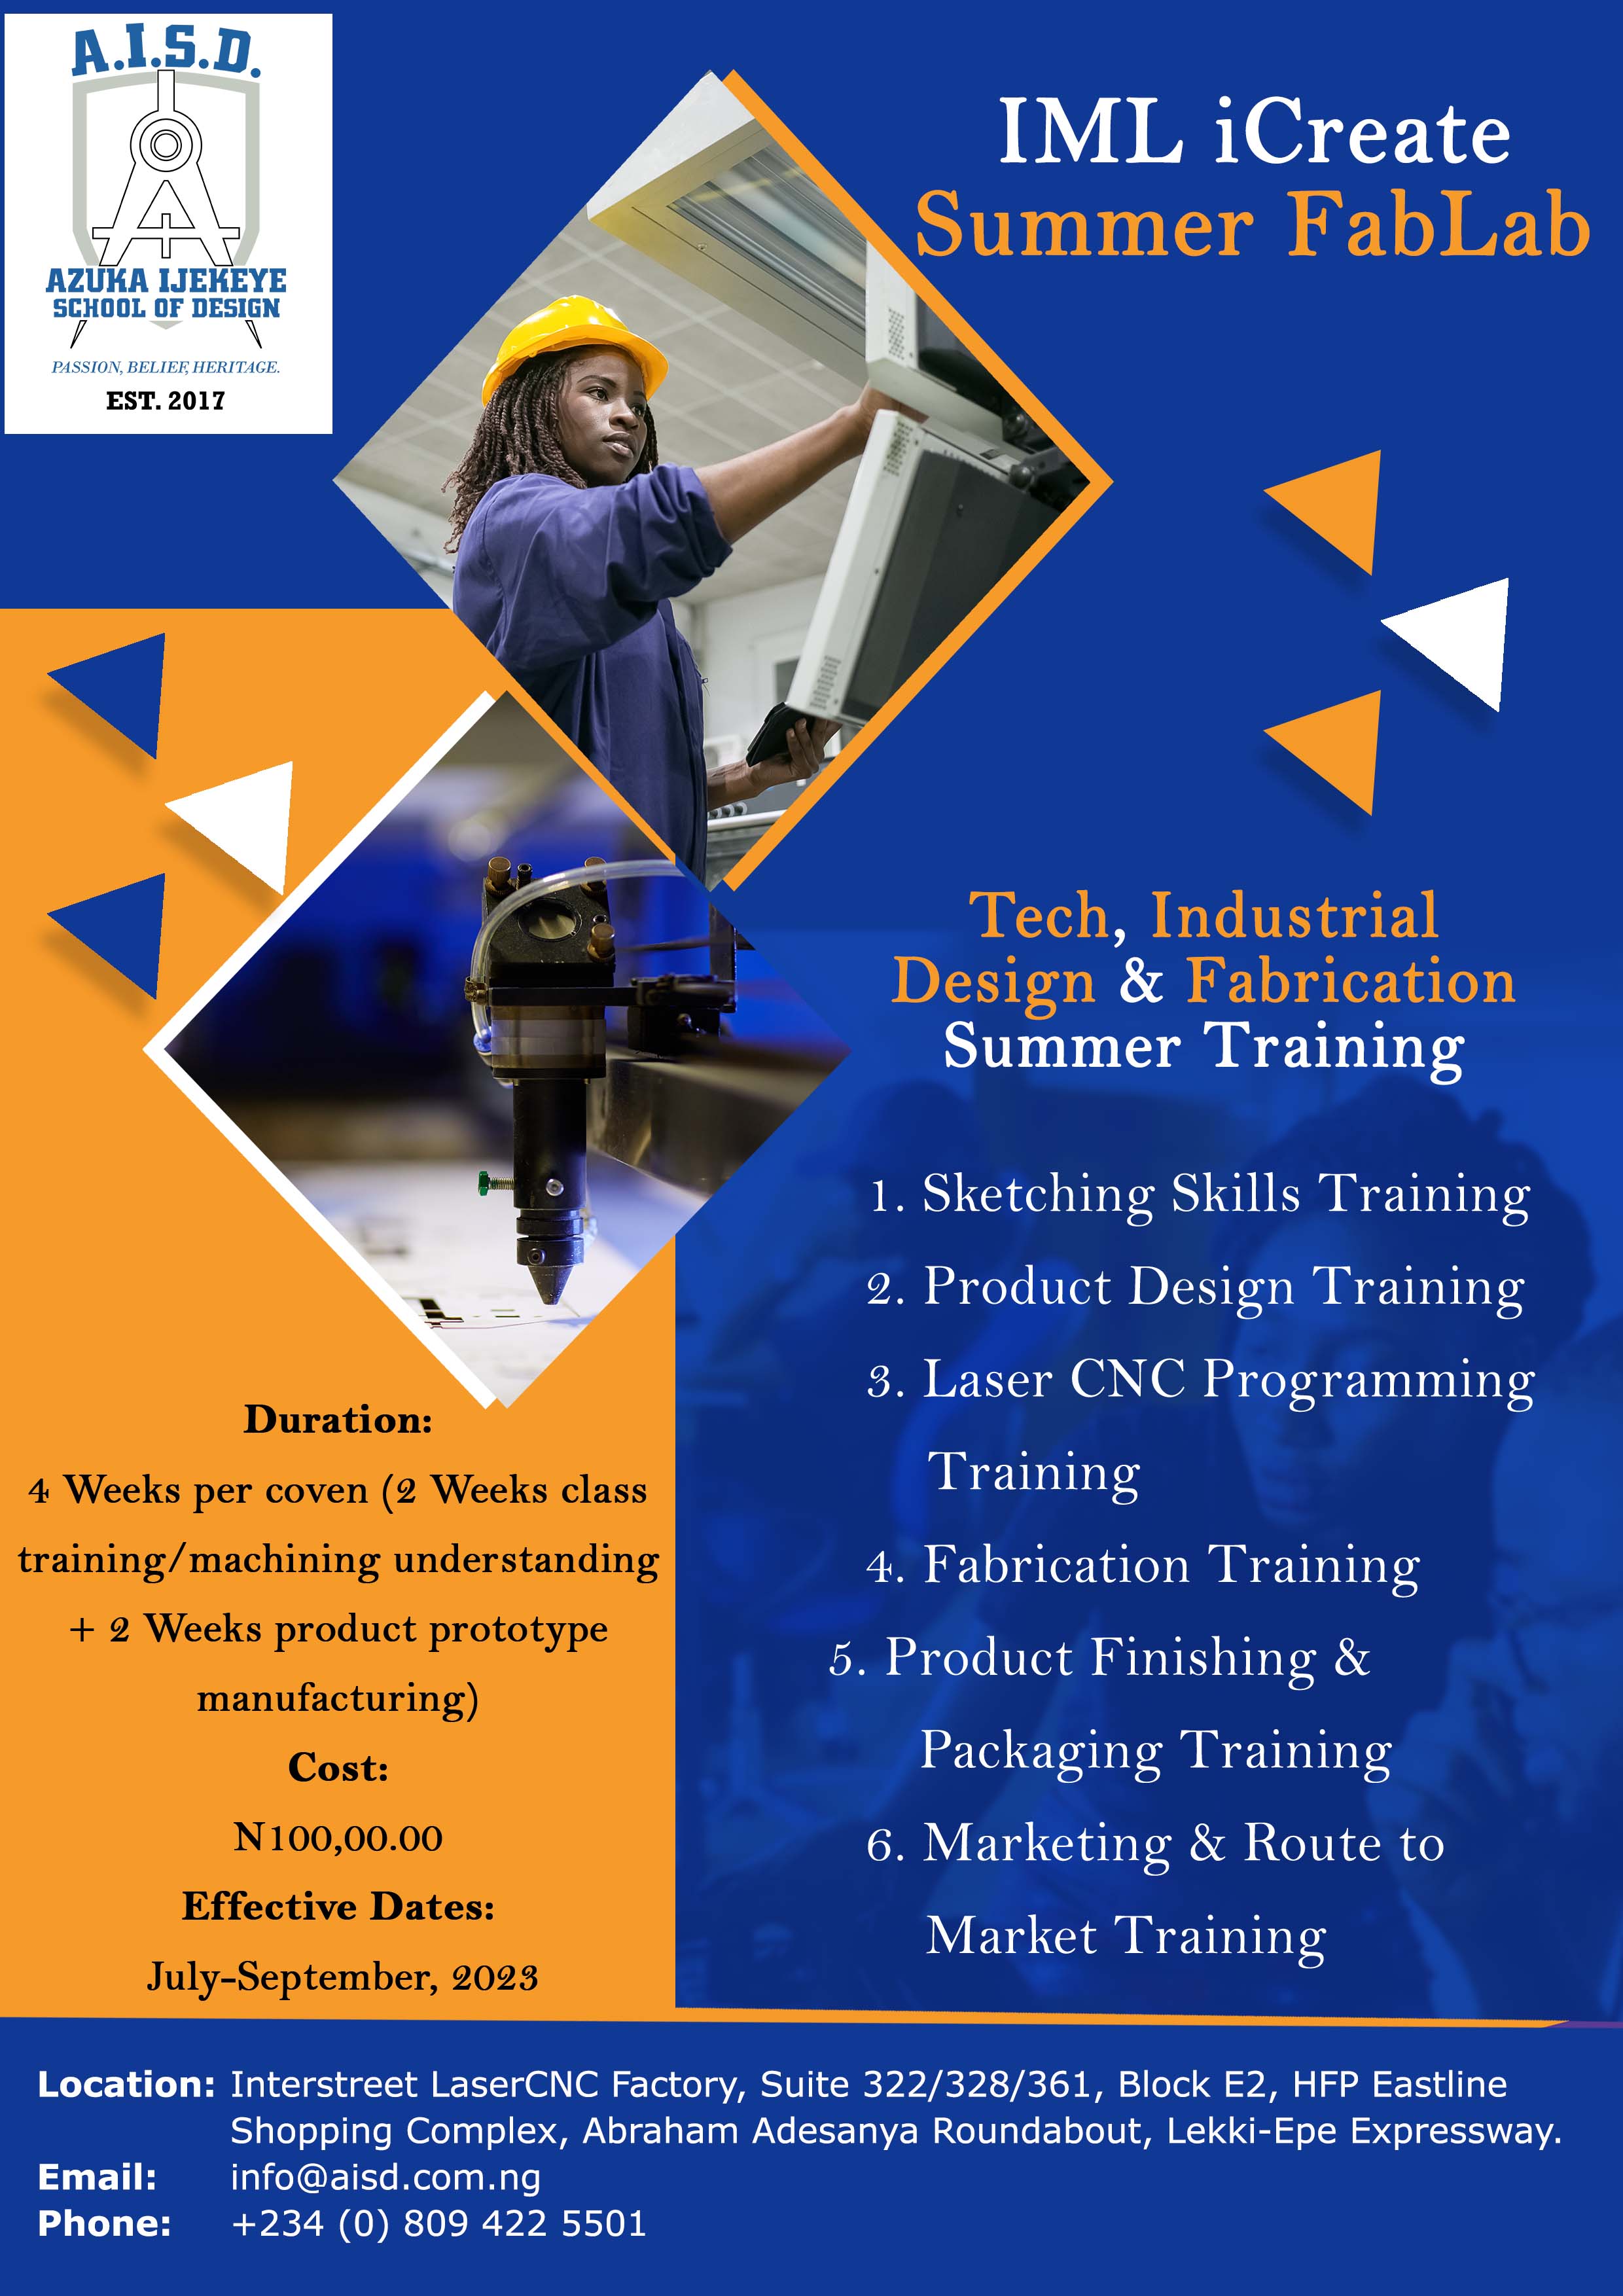 A.I.S.D.
AZUKA IJEKEYE
SCHOOL OF DESIGN
PASSION, BELIEF, HERITAGE.
EST. 2017
IML iCreate
Summer FabLab
Tech, Industrial
Design & Fabrication
Summer Training
1. Sketching Skills Training
2. Product Design Training
3. Laser CNC Programming
Training
4. Fabrication Training
5. Product Finishing &
Packaging Training
6. Marketing & Route to
Market Training
Duration:
4 Weeks per coven (2 Weeks class
training/machining understanding
+ 2 Weeks product prototype
manufacturing)
Cost:
N100,00.00
Effective Dates:
July-September, 2023
Location: Interstreet LaserCNC Factory, Suite 322/328/361, Block E2, HFP Eastline
Shopping Complex, Abraham Adesanya Roundabout, Lekki-Epe Expressway.
Email: info@aisd.com.ng
Phone: +234 (0) 809 422 5501